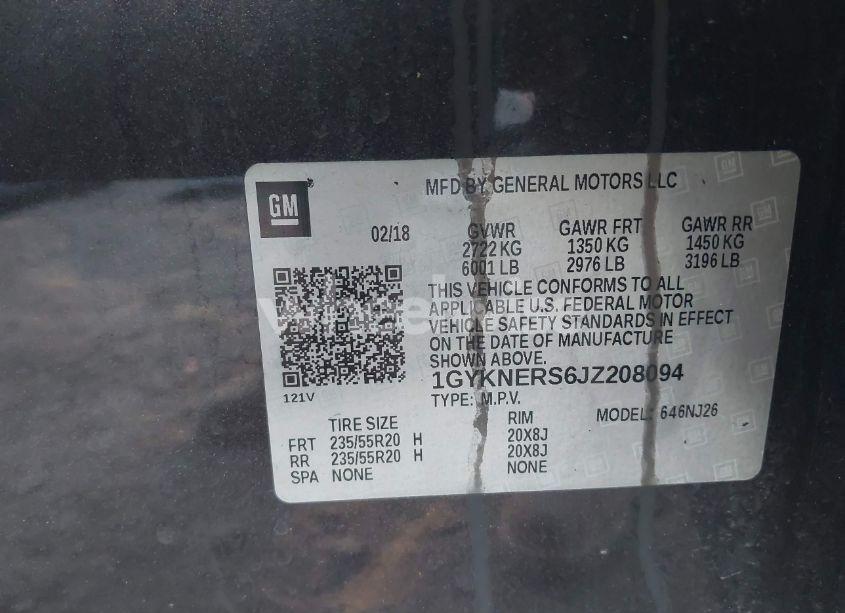 GM
MFD BY GENERAL MOTORS LLC
02/18
GVWR GAWR FRT GAWR RR
2722 KG 1350 KG 1450 KG
6001 LB 2976 LB 3196 LB
THIS VEHICLE CONFORMS TO ALL
APPLICABLE U.S. FEDERAL MOTOR
VEHICLE SAFETY STANDARDS IN EFFECT
ON THE DATE OF MANUFACTURE
SHOWN ABOVE.
1GYKNERS6JZ208094
121V
TYPE: M.P.V.
MODEL: 646NJ26
TIRE SIZE RIM
FRT 235/55R20 H 20X8J
RR 235/55R20 H 20X8J
SPA NONE NONE